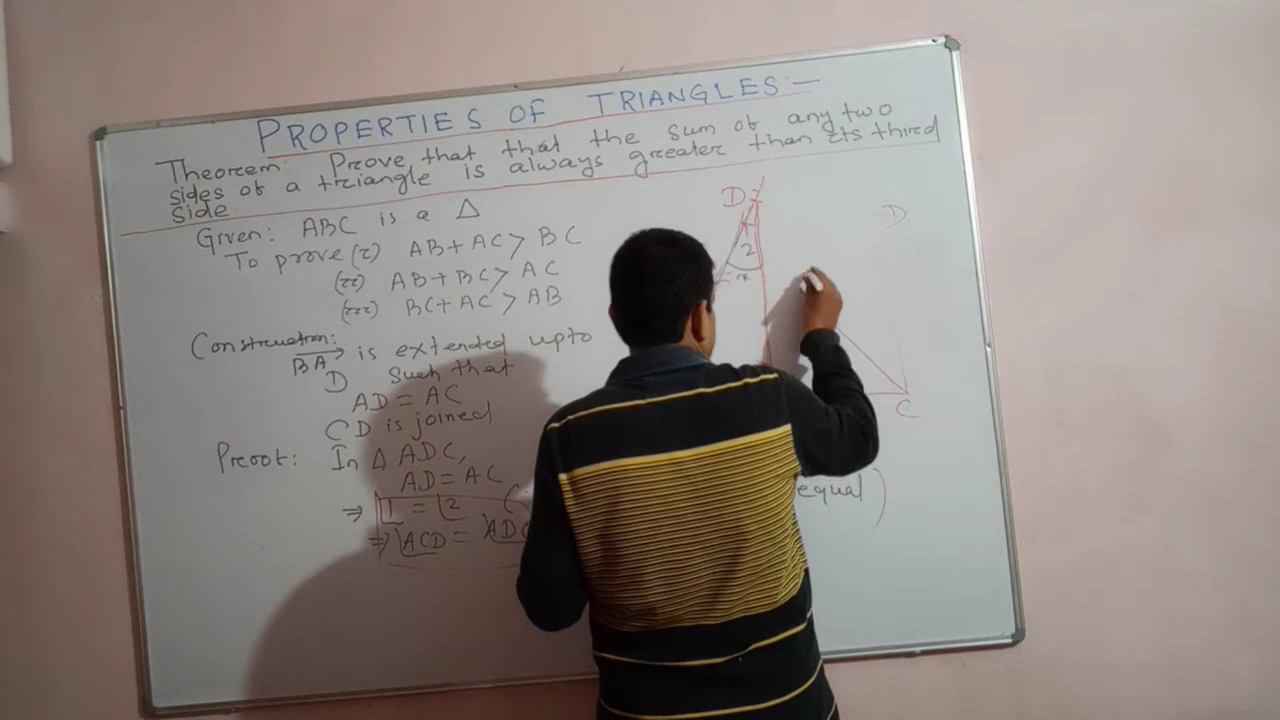 PROPERTIES OF TRIANGLES:-
Theorem: Prove that that the sum of any two
sides of a triangle is always greater than its third
side
Given: ABC is a Δ
To prove (i) AB+AC > BC
(ii) AB+BC > AC
(iii) BC+AC > AB
Construction:
BA is extended upto
D such that
AD = AC
CD is joined
Proof: In Δ ADC,
AD = AC
⇒ ∠1 = ∠2
⇒ ∠ACD = ∠ADC
equal)
D
2
x
D
C